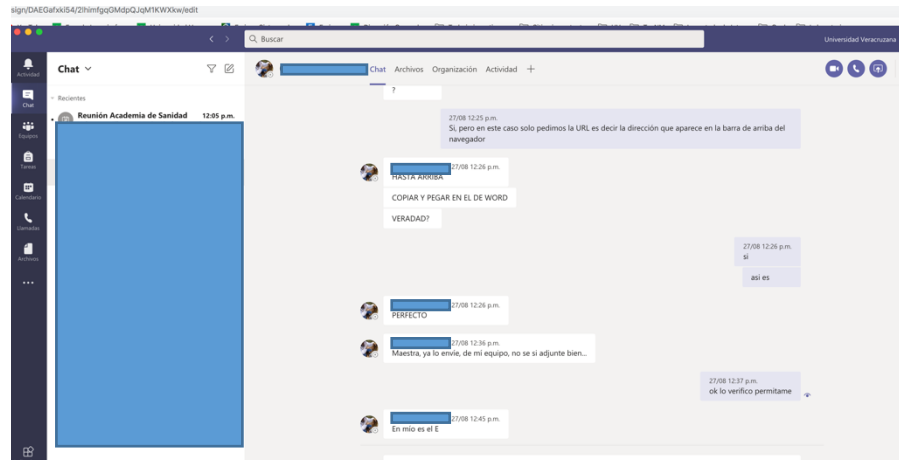 sign/DAEGafxki54/2IhimfgqGMdpQJqM1KWXkw/edit
Buscar
Universidad Veracruzana
Actividad
Chat
Equipos
Tareas
Calendario
Llamadas
Archivos
Chat
Recientes
Reunión Academia de Sanidad 12:05 p.m.
Chat Archivos Organización Actividad +
?
27/08 12:25 p.m.
Si, pero en este caso solo pedimos la URL es decir la dirección que aparece en la barra de arriba del
navegador
27/08 12:26 p.m.
HASTA ARRIBA
COPIAR Y PEGAR EN EL DE WORD
VERADAD?
27/08 12:26 p.m.
si
asi es
27/08 12:26 p.m.
PERFECTO
27/08 12:36 p.m.
Maestra, ya lo envie, de mi equipo, no se si adjunte bien...
27/08 12:37 p.m.
ok lo verifico permitame
27/08 12:45 p.m.
En mio es el E